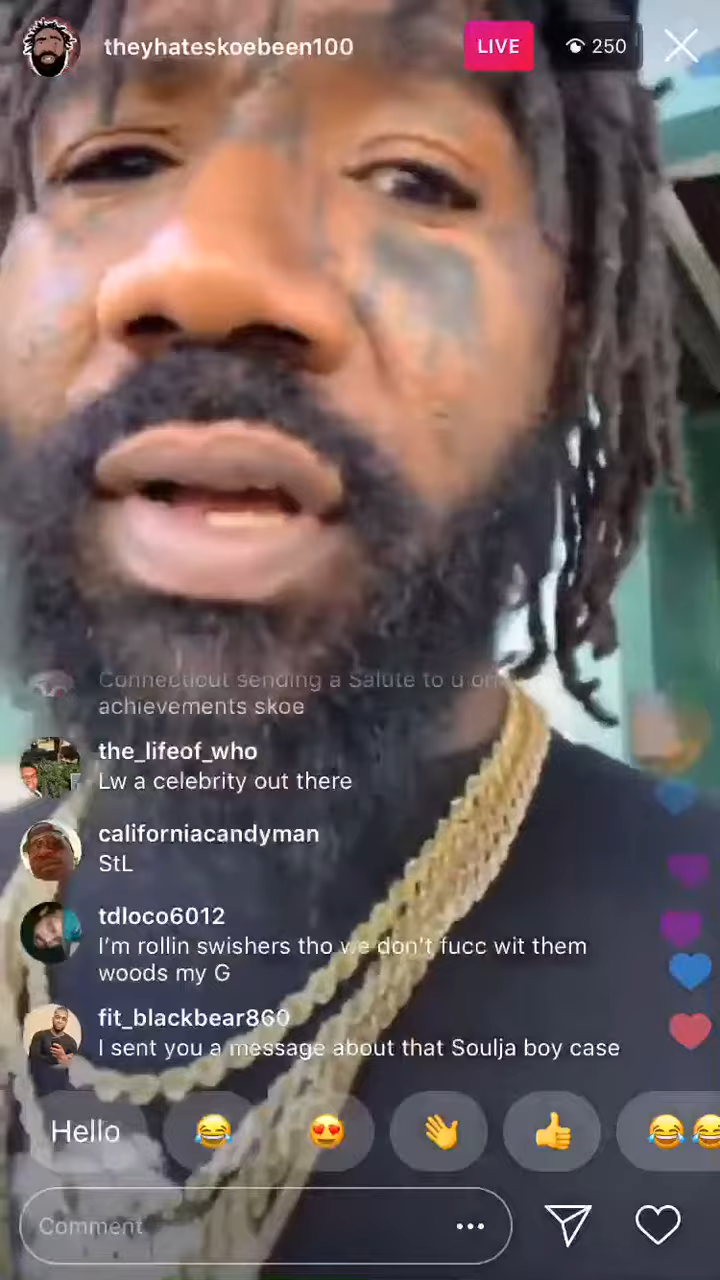 theyhateskoebeen100
LIVE
250
Connecticut sending a Salute to u on
achievements skoe
the_lifeof_who
Lw a celebrity out there
californiacandyman
StL
tdloco6012
I'm rollin swishers tho we don't fucc wit them
woods my G
fit_blackbear860
I sent you a message about that Soulja boy case
Hello
Comment